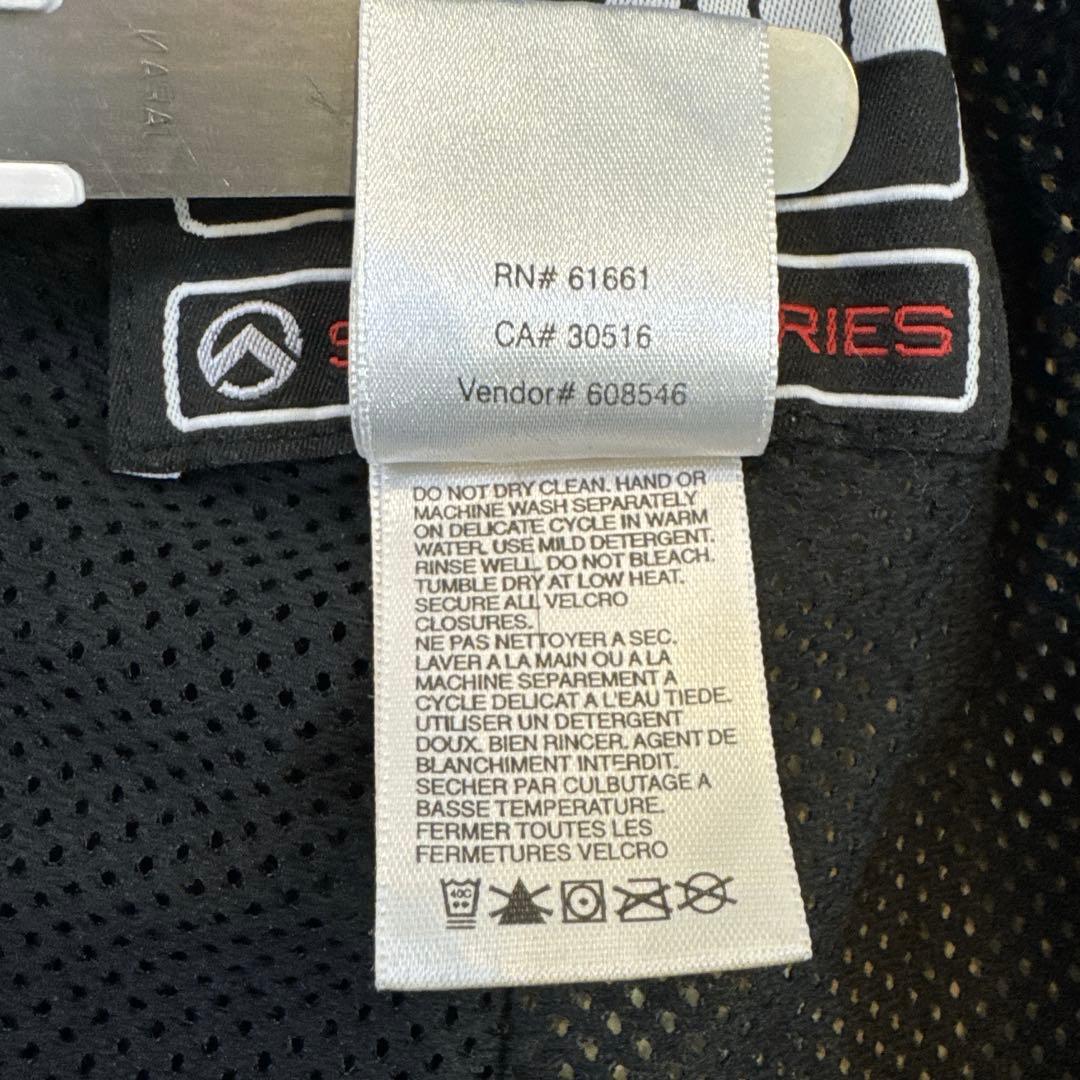 RN# 61661
CA# 30516
Vendor# 608546
S RIES
DO NOT DRY CLEAN. HAND OR
MACHINE WASH SEPARATELY
ON DELICATE CYCLE IN WARM
WATER. USE MILD DETERGENT.
RINSE WELL. DO NOT BLEACH.
TUMBLE DRY AT LOW HEAT.
SECURE ALL VELCRO
CLOSURES.
NE PAS NETTOYER A SEC.
LAVER A LA MAIN OU A LA
MACHINE SEPAREMENT A
CYCLE DELICAT A L'EAU TIEDE.
UTILISER UN DETERGENT
DOUX. BIEN RINCER. AGENT DE
BLANCHIMENT INTERDIT.
SECHER PAR CULBUTAGE A
BASSE TEMPERATURE.
FERMER TOUTES LES
FERMETURES VELCRO
40C